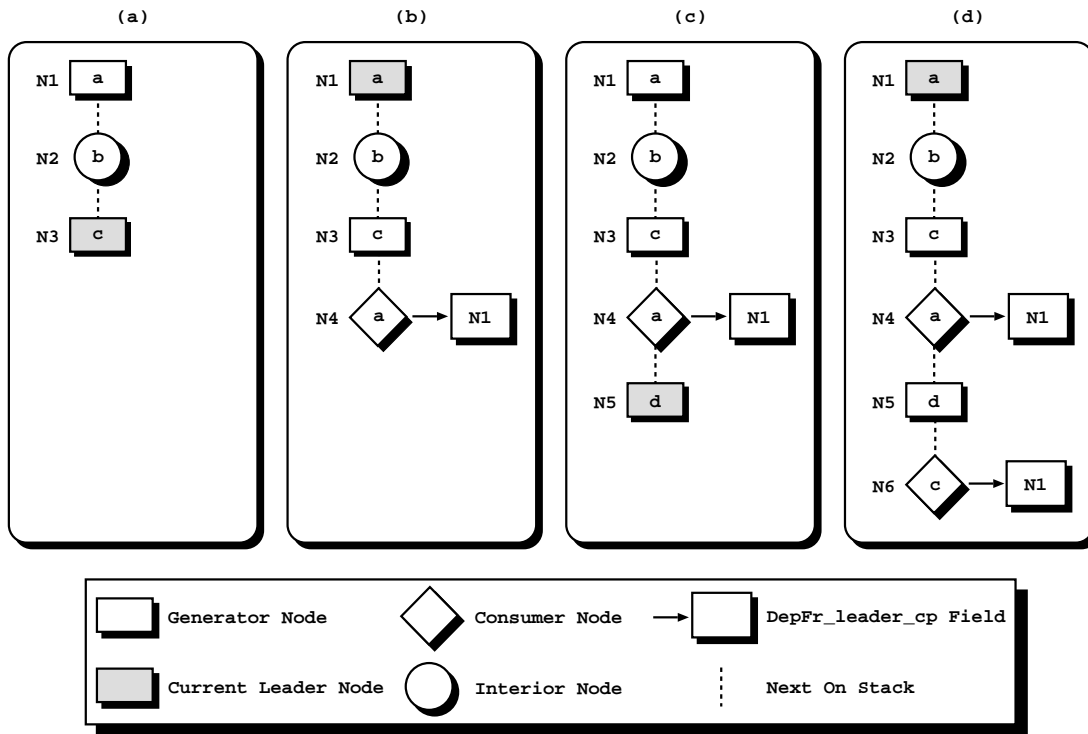 (a) (b) (c) (d)
N1 a N1 a N1 a N1 a
N2 b N2 b N2 b N2 b
N3 c N3 c N3 c N3 c
N4 a N1 N4 a N1 N4 a N1
N5 d N5 d
N6 c N1
Generator Node Consumer Node DepFr_leader_cp Field
Current Leader Node Interior Node Next On Stack